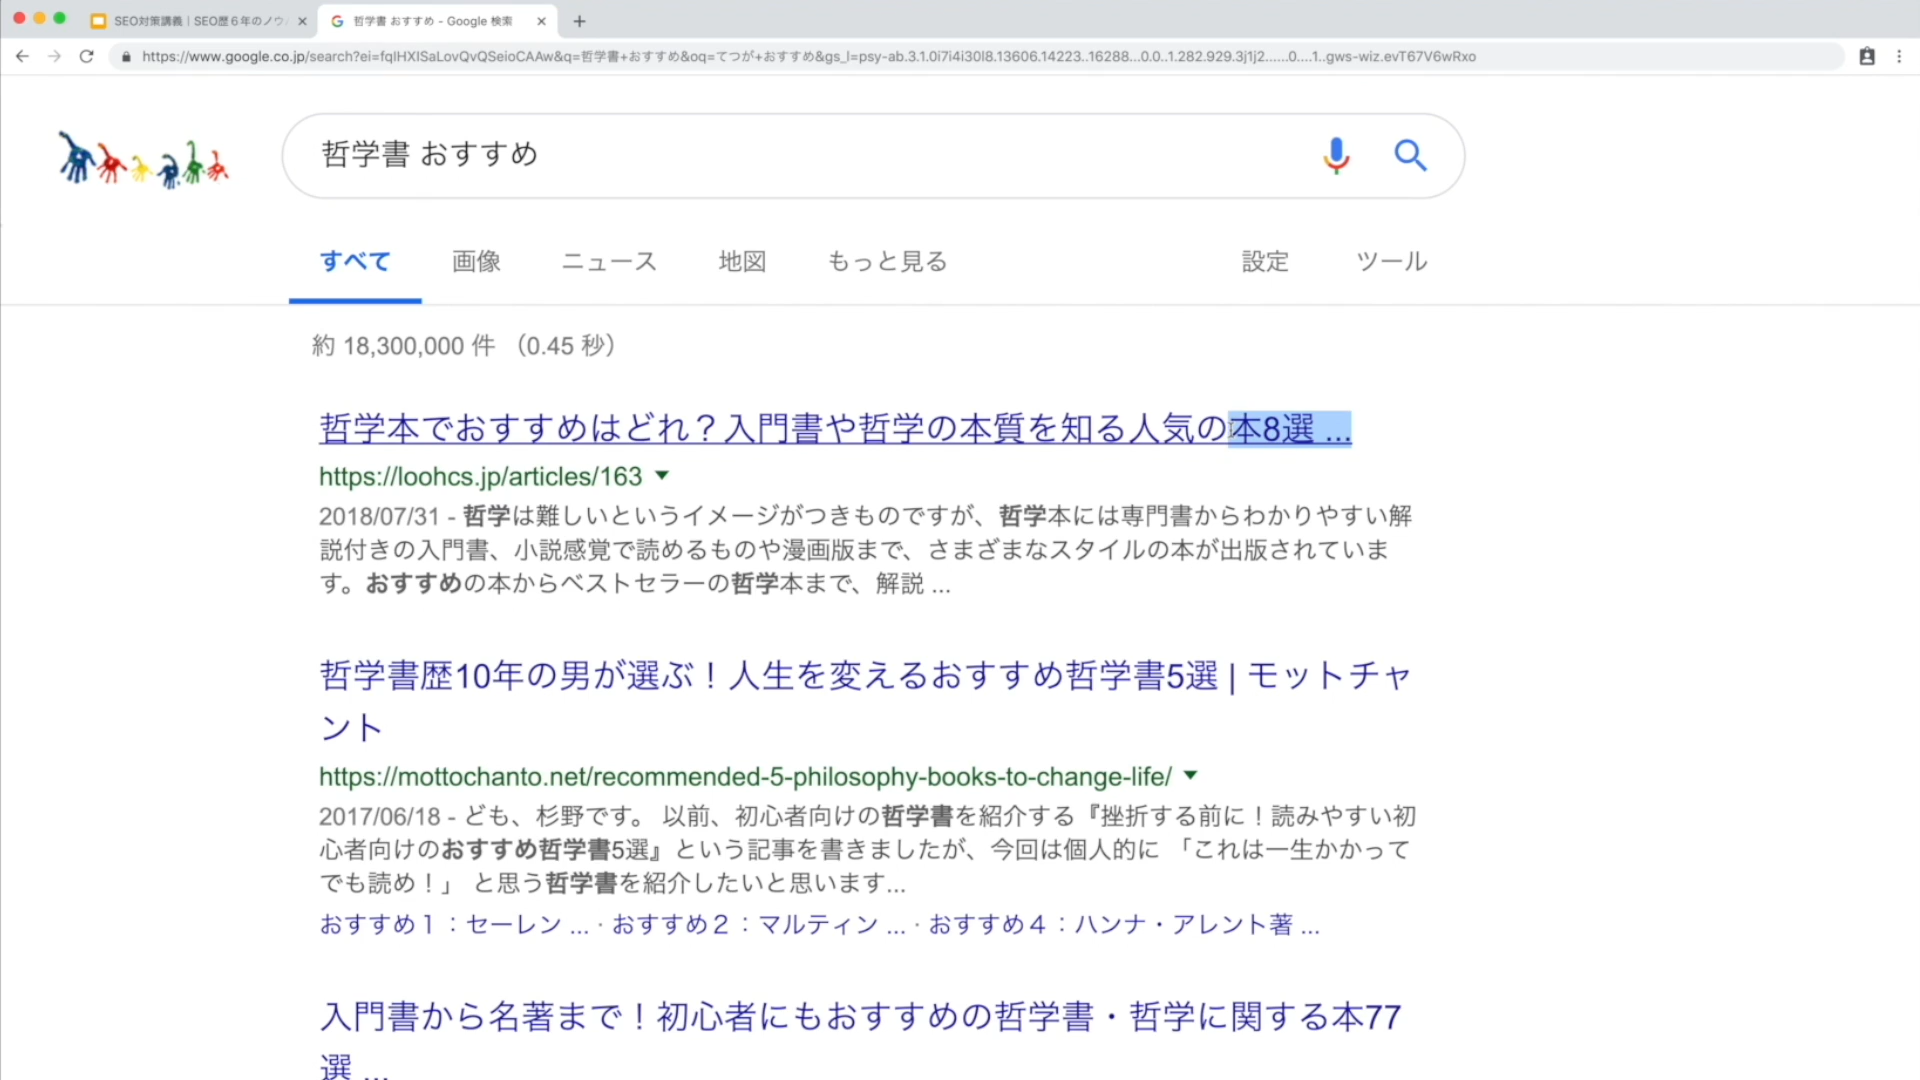 SEO対策講義｜SEO歴６年のノウハ
哲学書 おすすめ - Google 検索
https://www.google.co.jp/search?ei=fqIHXISaLovQvQSeioCAAw&q=哲学書+おすすめ&oq=てつが+おすすめ&gs_l=psy-ab.3.1.0i7i4i30l8.13606.14223..16288...0.0..1.282.929.3j1j2......0....1..gws-wiz.evT67V6wRxo
哲学書 おすすめ
すべて 画像 ニュース 地図 もっと見る 設定 ツール
約 18,300,000 件 （0.45 秒）
哲学本でおすすめはどれ？入門書や哲学の本質を知る人気の本8選 ...
https://loohcs.jp/articles/163
2018/07/31 - 哲学は難しいというイメージがつきものですが、哲学本には専門書からわかりやすい解
説付きの入門書、小説感覚で読めるものや漫画版まで、さまざまなスタイルの本が出版されていま
す。おすすめの本からベストセラーの哲学本まで、解説 ...
哲学書歴10年の男が選ぶ！人生を変えるおすすめ哲学書5選 | モットチャ
ント
https://mottochanto.net/recommended-5-philosophy-books-to-change-life/
2017/06/18 - ども、杉野です。 以前、初心者向けの哲学書を紹介する『挫折する前に！読みやすい初
心者向けのおすすめ哲学書5選』という記事を書きましたが、今回は個人的に 「これは一生かかって
でも読め！」 と思う哲学書を紹介したいと思います...
おすすめ１：セーレン ... · おすすめ２：マルティン ... · おすすめ４：ハンナ・アレント著 ...
入門書から名著まで！初心者にもおすすめの哲学書・哲学に関する本77
選 ...